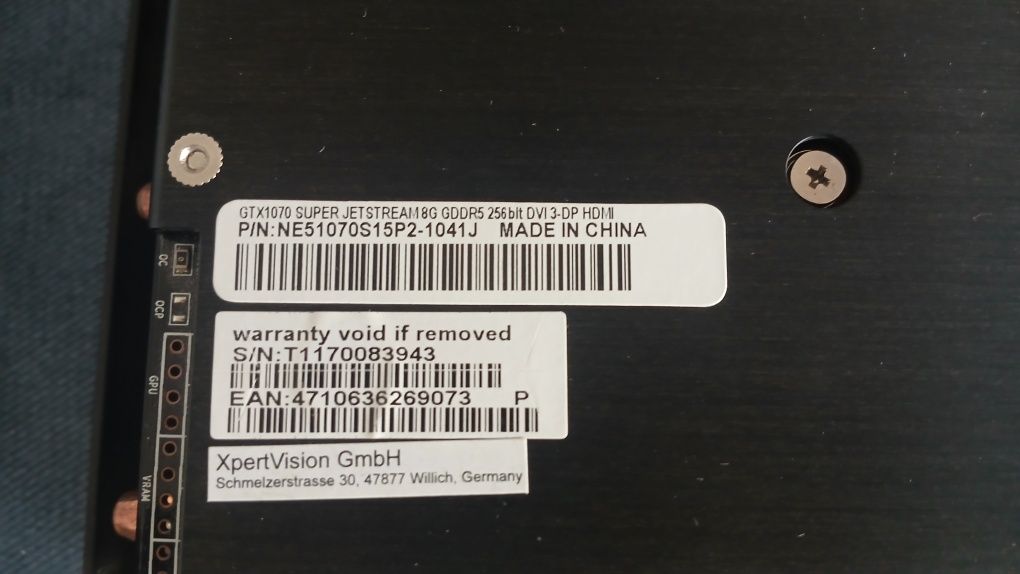 GTX1070 SUPER JETSTREAM 8G GDDR5 256bit DVI 3-DP HDMI
P/N:NE51070S15P2-1041J MADE IN CHINA
warranty void if removed
S/N:T1170083943
EAN:4710636269073 P
XpertVision GmbH
Schmelzerstrasse 30, 47877 Willich, Germany
OC
OCP
GPU
VRAM